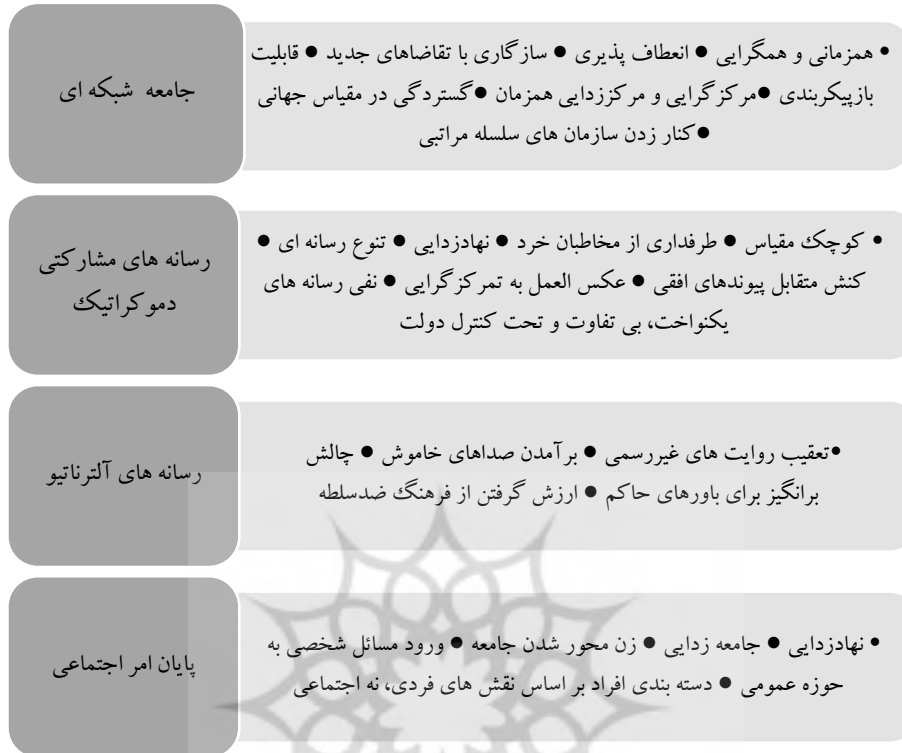 جامعه شبکه ای
• همزمانی و همگرایی ● انعطاف پذیری ● سازگاری با تقاضاهای جدید ● قابلیت
بازپیکربندی ●مرکزگرایی و مرکززدایی همزمان ●گستردگی در مقیاس جهانی
●کنار زدن سازمان های سلسله مراتبی
رسانه های مشارکتی
دموکراتیک
• کوچک مقیاس ● طرفداری از مخاطبان خرد ● نهادزدایی ● تنوع رسانه ای ●
کنش متقابل پیوندهای افقی ● عکس العمل به تمرکزگرایی ● نفی رسانه های
یکنواخت، بی تفاوت و تحت کنترل دولت
رسانه های آلترناتیو
•تعقیب روایت های غیررسمی ● برآمدن صداهای خاموش ● چالش
برانگیز برای باورهای حاکم ● ارزش گرفتن از فرهنگ ضدسلطه
پایان امر اجتماعی
• نهادزدایی ● جامعه زدایی ● زن محور شدن جامعه ● ورود مسائل شخصی به
حوزه عمومی ● دسته بندی افراد بر اساس نقش های فردی، نه اجتماعی